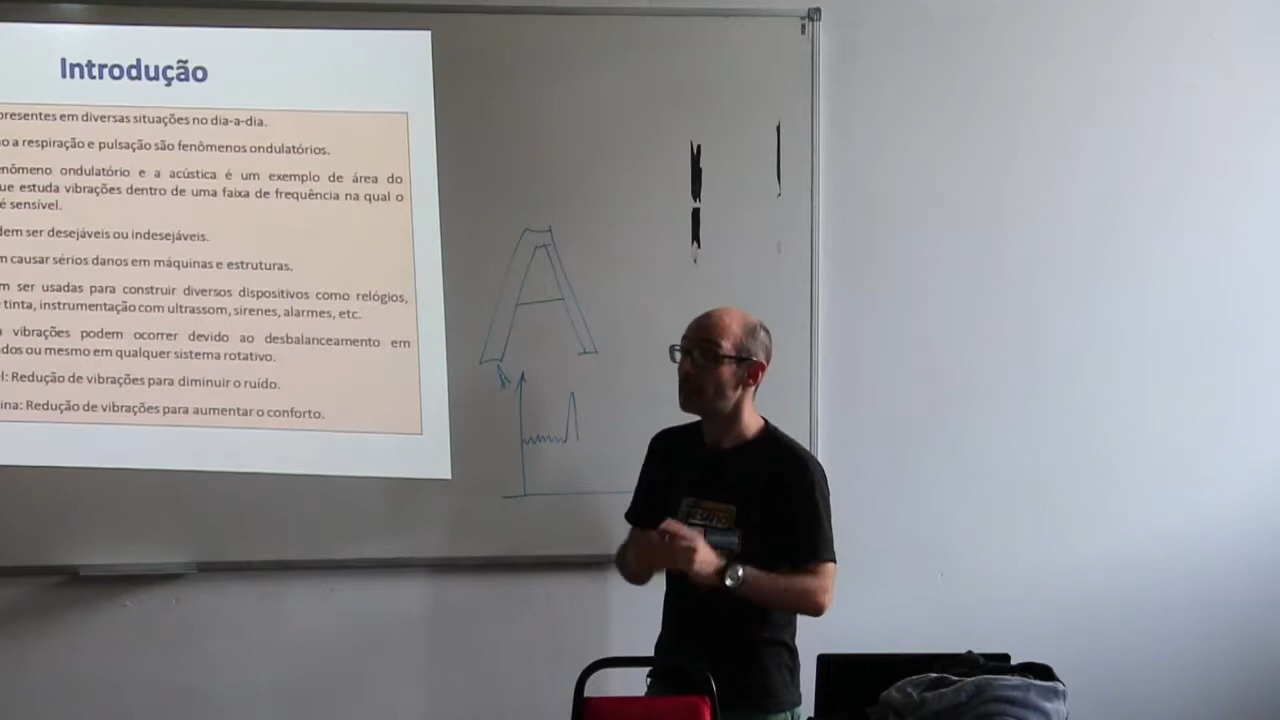 Introdução
presentes em diversas situações no dia-a-dia.
o a respiração e pulsação são fenômenos ondulatórios.
nômeno ondulatório e a acústica é um exemplo de área do
ue estuda vibrações dentro de uma faixa de frequência na qual o
é sensível.
dem ser desejáveis ou indesejáveis.
m causar sérios danos em máquinas e estruturas.
m ser usadas para construir diversos dispositivos como relógios,
tinta, instrumentação com ultrassom, sirenes, alarmes, etc.
vibrações podem ocorrer devido ao desbalanceamento em
dos ou mesmo em qualquer sistema rotativo.
l: Redução de vibrações para diminuir o ruído.
ina: Redução de vibrações para aumentar o conforto.
A
A